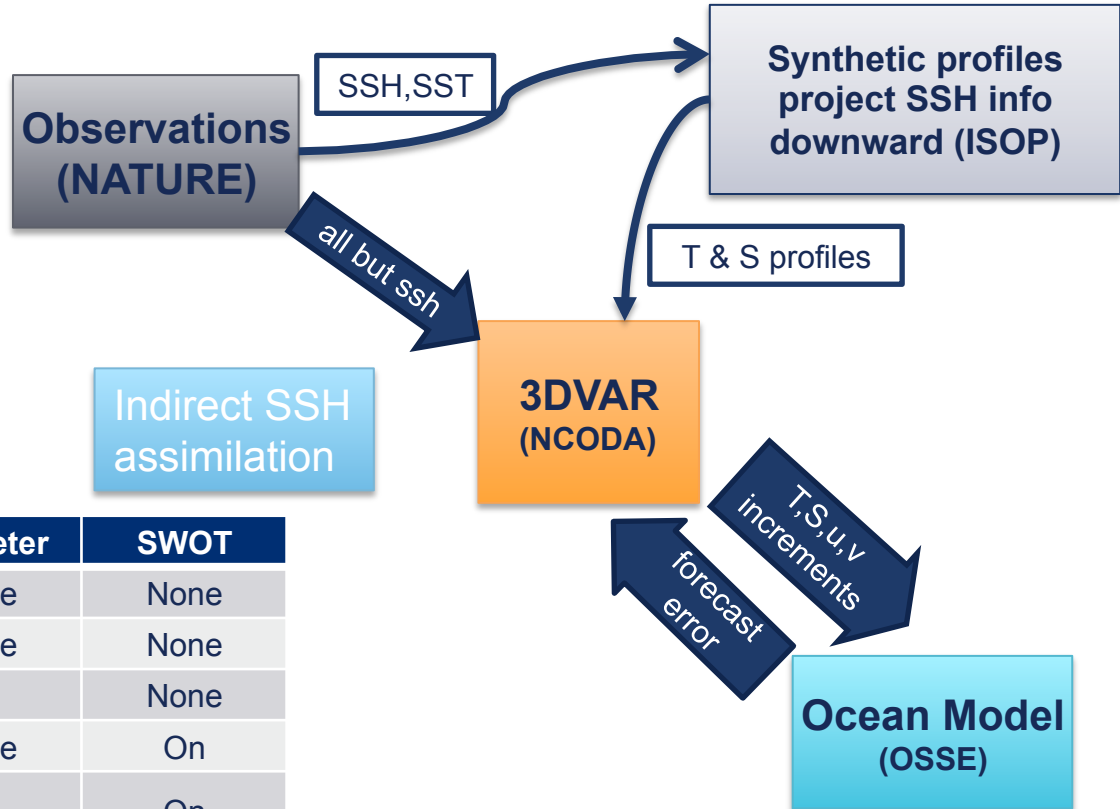 SSH,SST
Synthetic profiles
project SSH info
downward (ISOP)
Observations
(NATURE)
all but ssh
T & S profiles
3DVAR
(NCODA)
Indirect SSH
assimilation
T,S,u,v
increments
forecast
error
Ocean Model
(OSSE)
SWOT
None
None
None
On